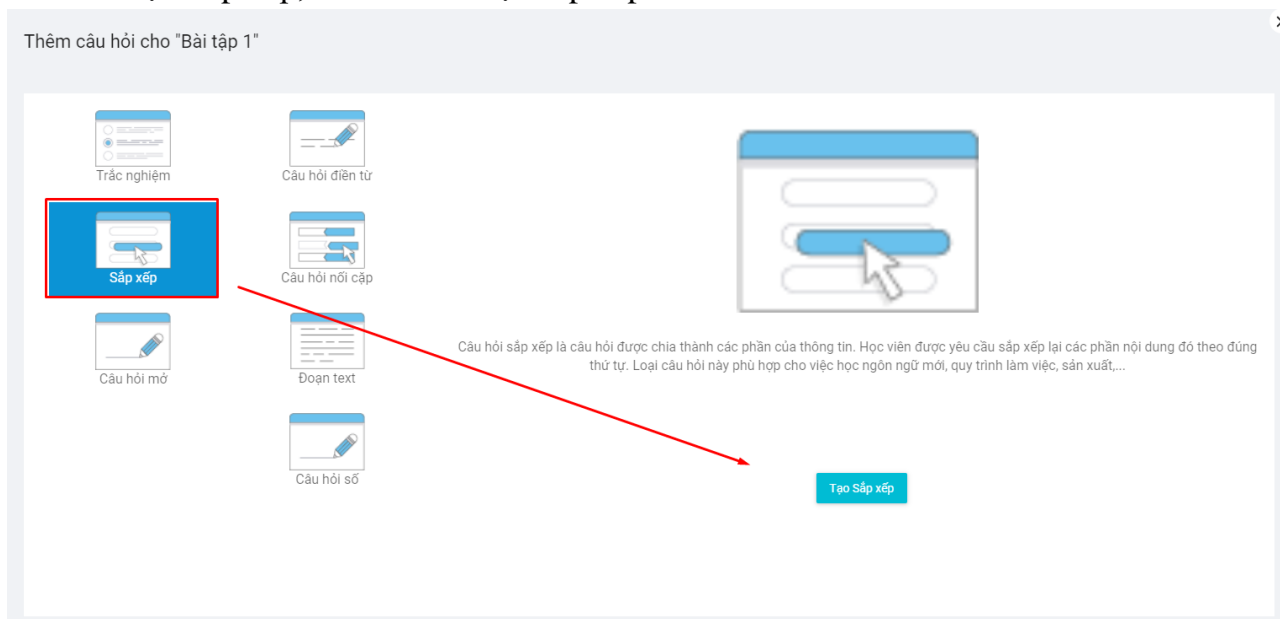 Thêm câu hỏi cho "Bài tập 1"
Trắc nghiệm
Câu hỏi điền từ
Sắp xếp
Câu hỏi nối cặp
Câu hỏi mở
Đoạn text
Câu hỏi số
Câu hỏi sắp xếp là câu hỏi được chia thành các phần của thông tin. Học viên được yêu cầu sắp xếp lại các phần nội dung đó theo đúng
thứ tự. Loại câu hỏi này phù hợp cho việc học ngôn ngữ mới, quy trình làm việc, sản xuất,...
Tạo Sắp xếp